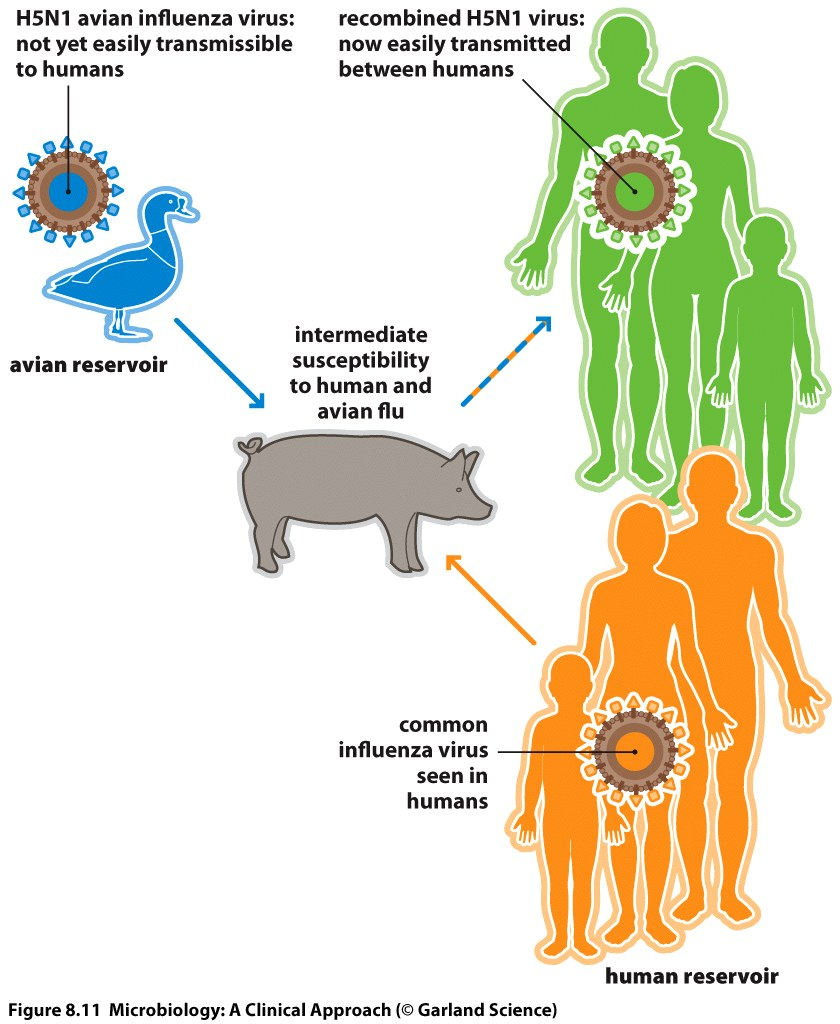 H5N1 avian influenza virus:
not yet easily transmissible
to humans
recombined H5N1 virus:
now easily transmitted
between humans
avian reservoir
intermediate
susceptibility
to human and
avian flu
common
influenza virus
seen in
humans
human reservoir
Figure 8.11 Microbiology: A Clinical Approach (© Garland Science)